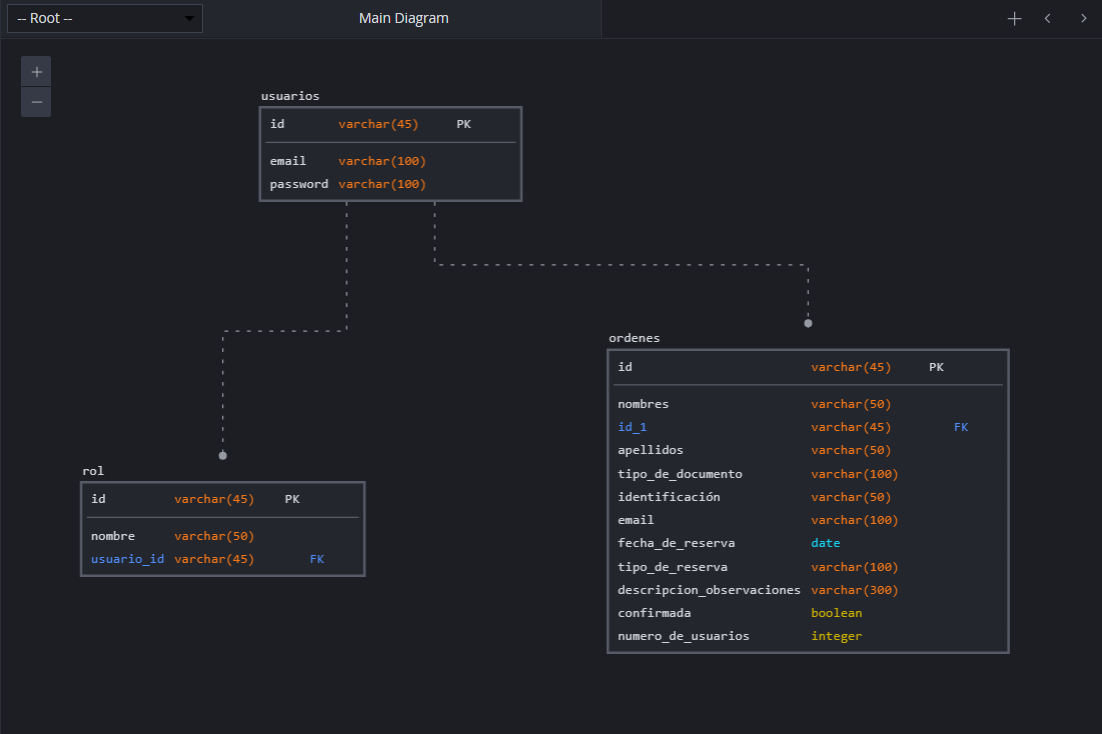 -- Root --
Main Diagram
usuarios
id varchar(45) PK
email varchar(100)
password varchar(100)
ordenes
id varchar(45) PK
nombres varchar(50)
id_1 varchar(45) FK
apellidos varchar(50)
tipo_de_documento varchar(100)
identificación varchar(50)
email varchar(100)
fecha_de_reserva date
tipo_de_reserva varchar(100)
descripcion_observaciones varchar(300)
confirmada boolean
numero_de_usuarios integer
rol
id varchar(45) PK
nombre varchar(50)
usuario_id varchar(45) FK